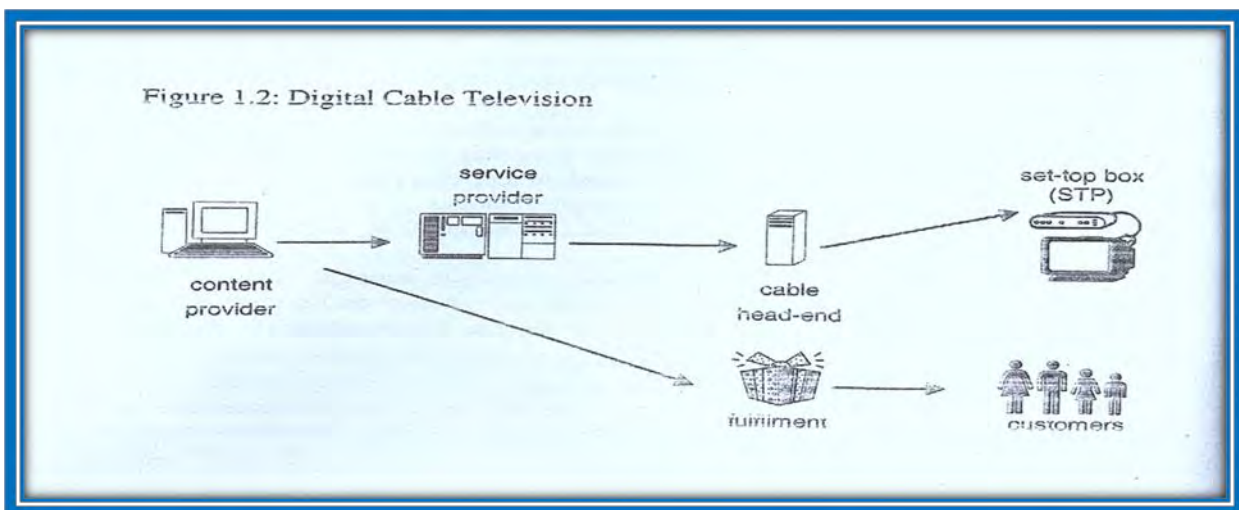 Figure 1.2: Digital Cable Television
service
provider
set-top box
(STP)
content
provider
cable
head-end
fulfilment
customers